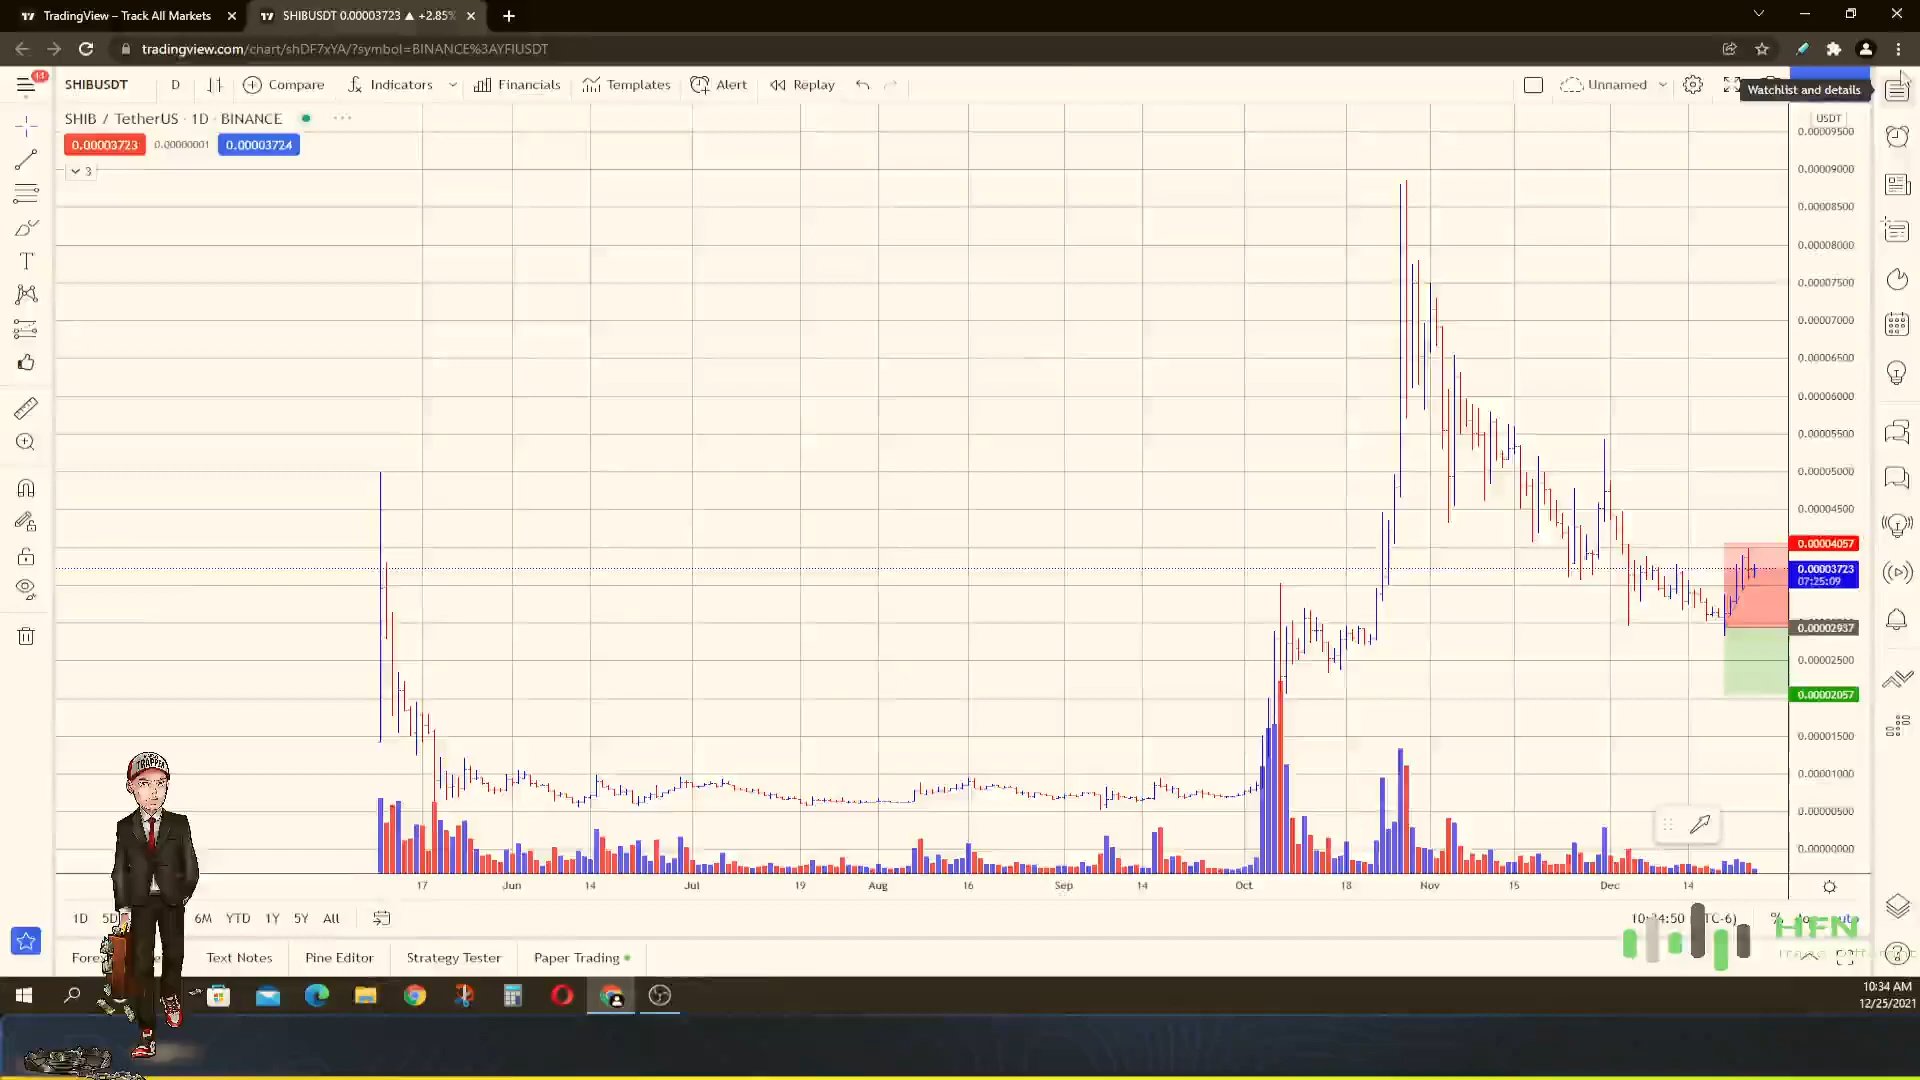 TradingView – Track All Markets
SHIBUSDT 0.00003723 ▲ +2.85%
tradingview.com/chart/shDF7xYA/?symbol=BINANCE%3AYFIUSDT
11
SHIBUSDT D Compare Indicators Financials Templates Alert Replay Unnamed
Watchlist and details
SHIB / TetherUS · 1D · BINANCE
USDT
0.00003723 0.00000001 0.00003724
3
0.00009500
0.00009000
0.00008500
0.00008000
0.00007500
0.00007000
0.00006500
0.00006000
0.00005500
0.00005000
0.00004500
0.00004057
0.00003723
07:25:09
0.00002937
0.00002500
0.00002057
0.00001500
0.00001000
0.00000500
0.00000000
17 Jun 14 Jul 19 Aug 16 Sep 14 Oct 18 Nov 15 Dec 14
1D 6M YTD 1Y 5Y All
%
HFN
Text Notes Pine Editor Strategy Tester Paper Trading
TRAPPER
10:34 AM
12/25/2021